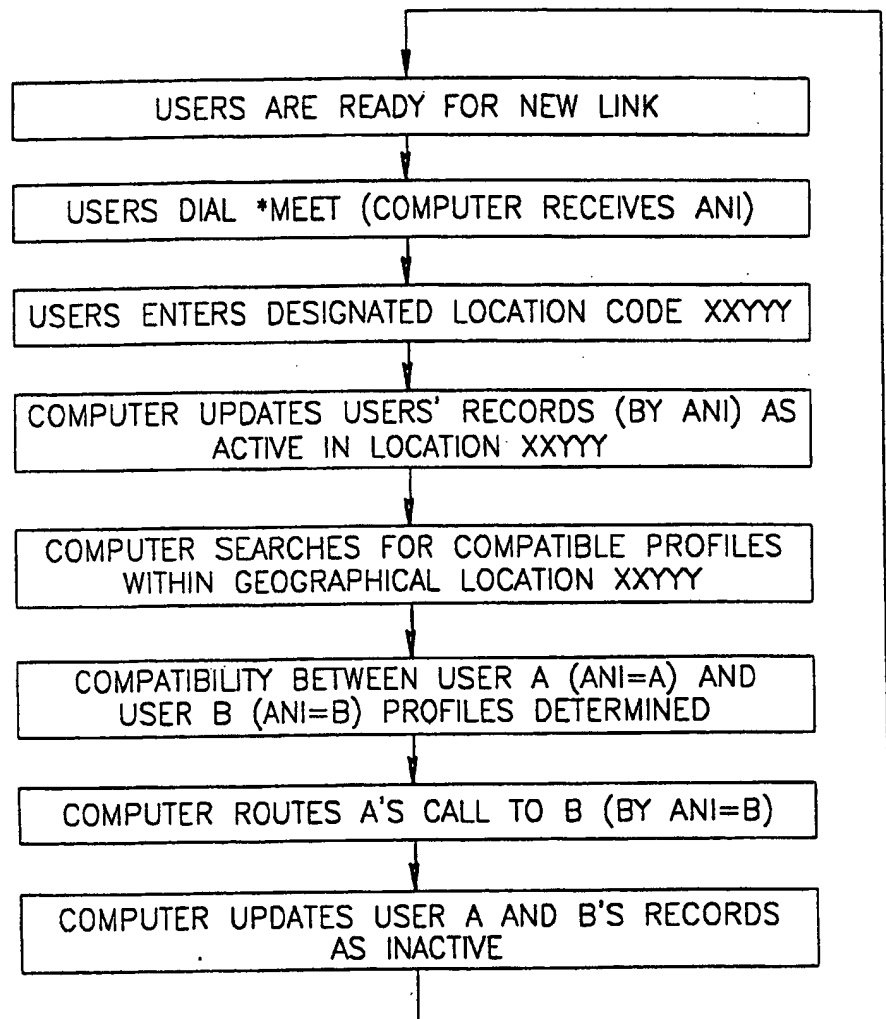 USERS ARE READY FOR NEW LINK
USERS DIAL *MEET (COMPUTER RECEIVES ANI)
USERS ENTERS DESIGNATED LOCATION CODE XXYYY
COMPUTER UPDATES USERS' RECORDS (BY ANI) AS
ACTIVE IN LOCATION XXYYY
COMPUTER SEARCHES FOR COMPATIBLE PROFILES
WITHIN GEOGRAPHICAL LOCATION XXYYY
COMPATIBILITY BETWEEN USER A (ANI=A) AND
USER B (ANI=B) PROFILES DETERMINED
COMPUTER ROUTES A'S CALL TO B (BY ANI=B)
COMPUTER UPDATES USER A AND B'S RECORDS
AS INACTIVE